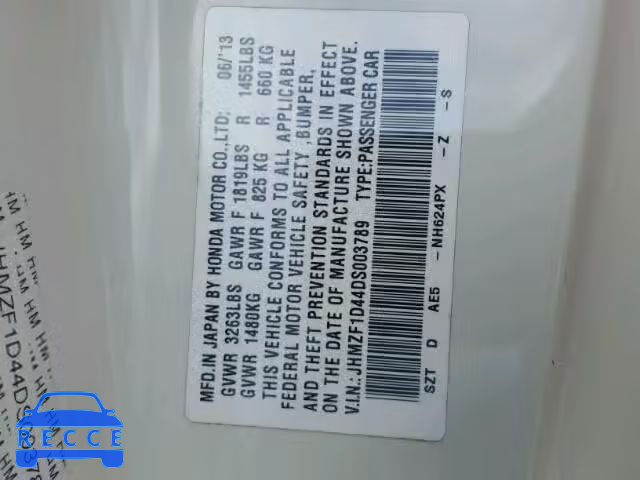 MFD.IN JAPAN BY HONDA MOTOR CO.,LTD; 06/'13
GVWR 3263LBS GAWR F 1819LBS R 1455LBS
GVWR 1480KG GAWR F 825 KG R 660 KG
THIS VEHICLE CONFORMS TO ALL APPLICABLE
FEDERAL MOTOR VEHICLE SAFETY ,BUMPER,
AND THEFT PREVENTION STANDARDS IN EFFECT
ON THE DATE OF MANUFACTURE SHOWN ABOVE.
V.I.N.:JHMZF1D44DS003789 TYPE:PASSENGER CAR
SZT D AE5 – NH624PX – Z – S
BECCE